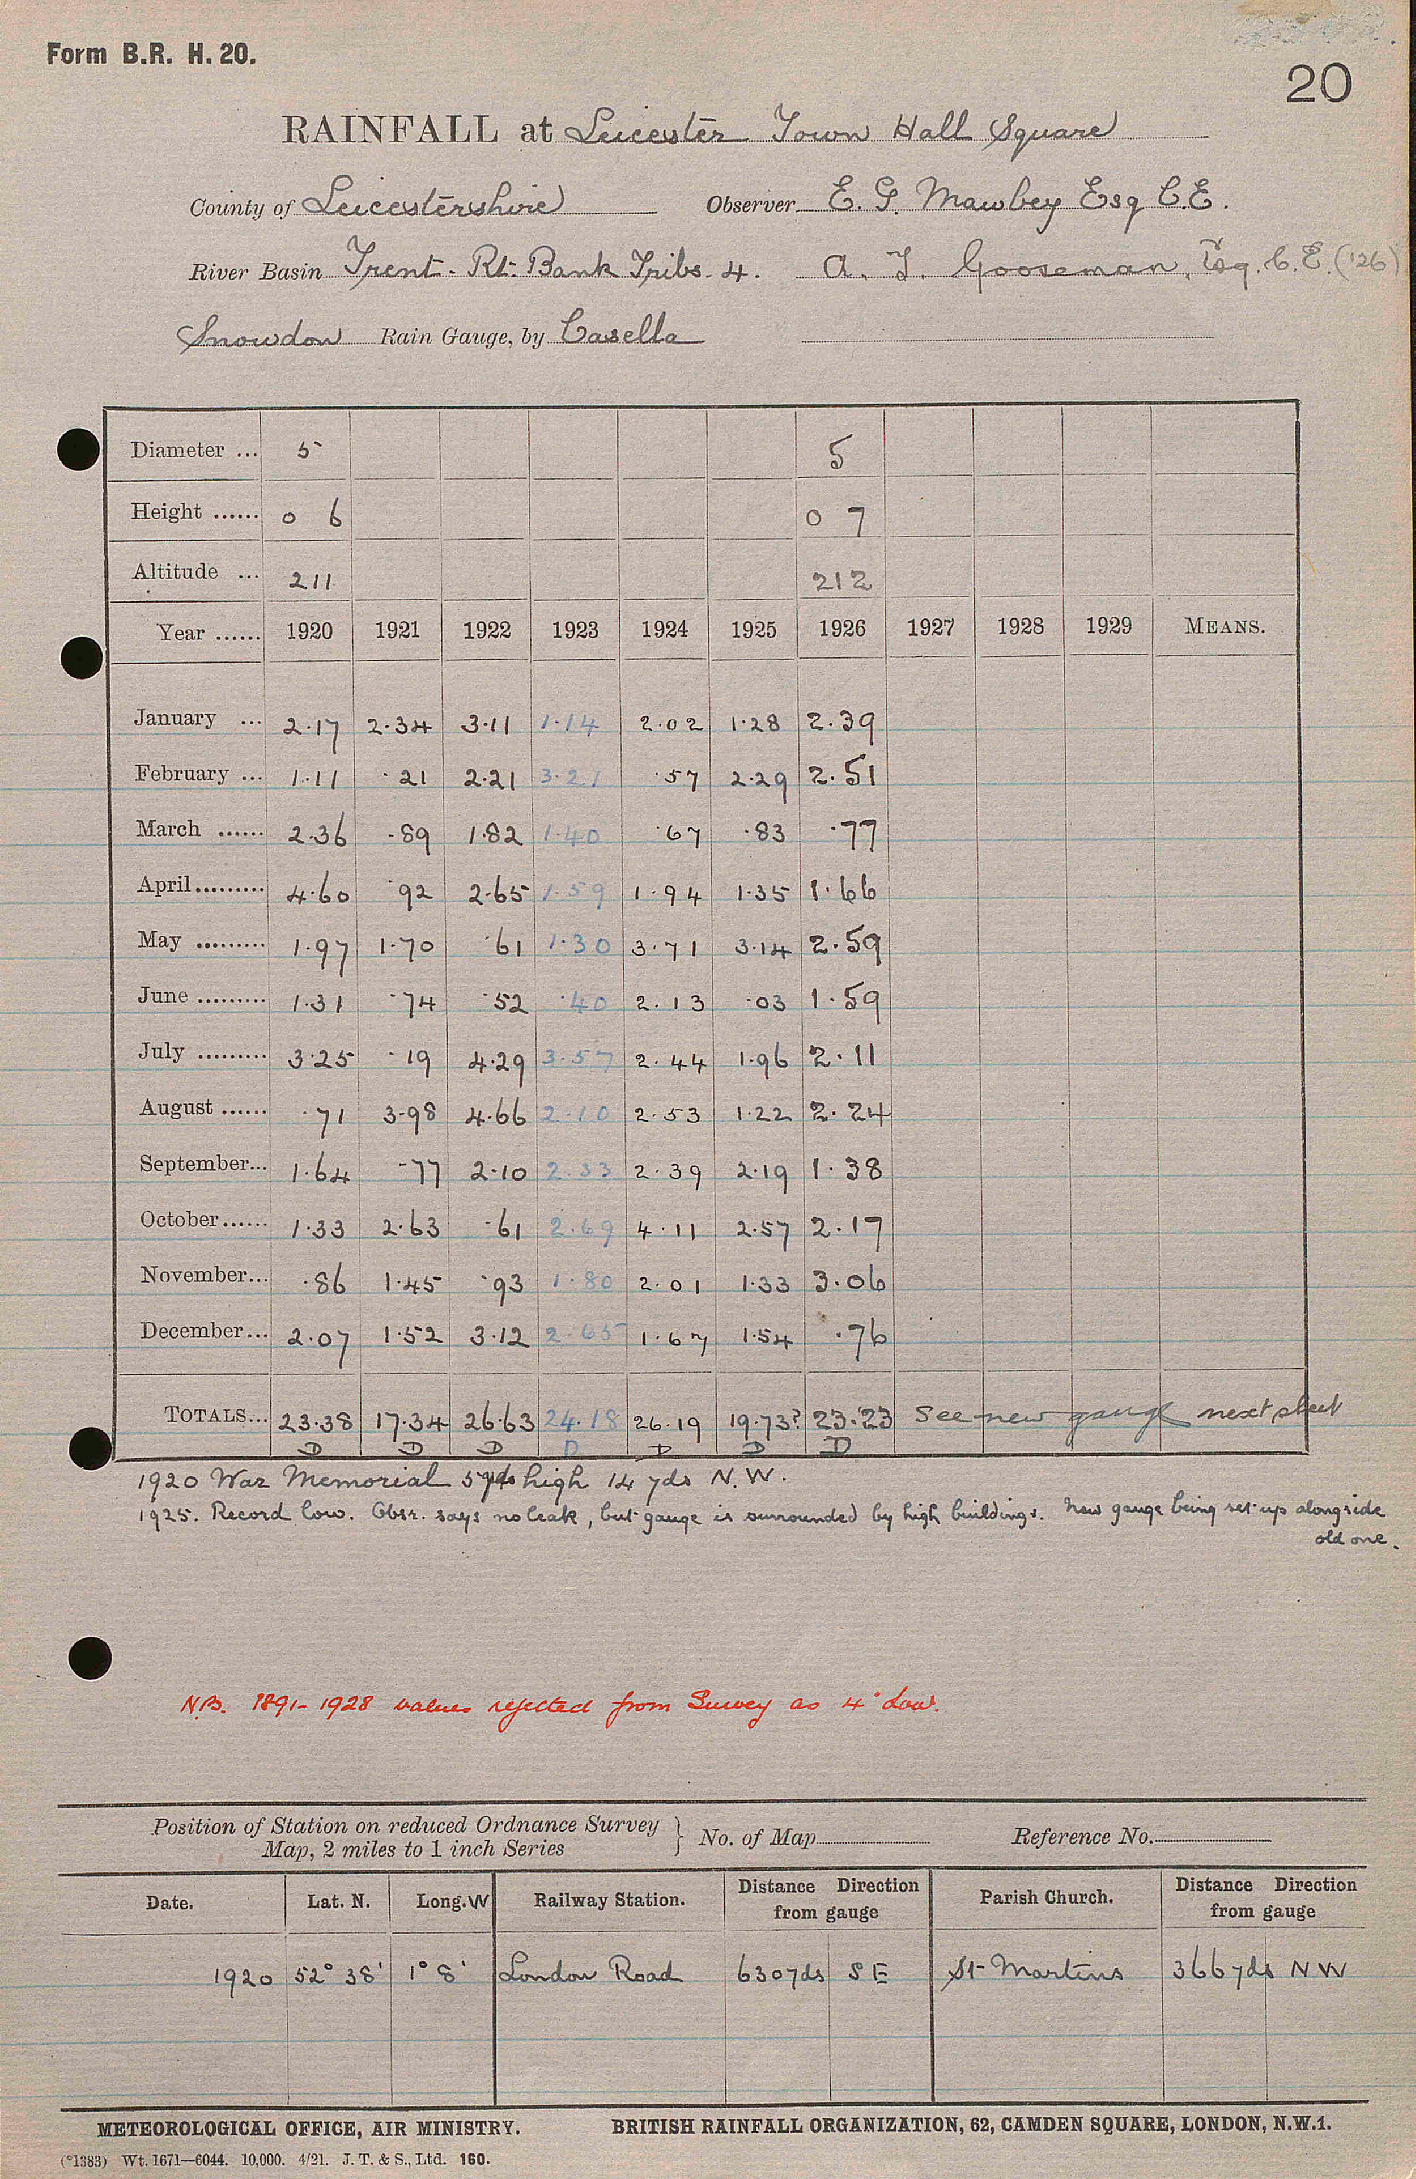 Form B.R. H. 20.
20
RAINFALL at Leicester Town Hall Square
County of Leicestershire Observer E. G. Mawbey Esq C.E.
River Basin Trent. Rt. Bank Tribs. 4. A. T. Gooseman, Esq. C.E. ('26)
Snowdon Rain Gauge, by Casella
Diameter ... 5 5
Height ...... 0 6 0 7
Altitude ... 211 212
Year ...... 1920 1921 1922 1923 1924 1925 1926 1927 1928 1929 MEANS.
January ... 2.17 2.34 3.11 1.14 2.02 1.28 2.39
February ... 1.11 .21 2.21 3.21 .57 2.29 2.51
March ...... 2.36 .89 1.82 1.40 .67 .83 .77
April......... 4.60 .92 2.65 1.59 1.94 1.35 1.66
May ......... 1.97 1.70 .61 1.30 3.71 3.14 2.59
June ......... 1.31 .74 .52 .40 2.13 .03 1.59
July ......... 3.25 .19 4.29 3.57 2.44 1.96 2.11
August ...... .71 3.98 4.66 2.10 2.53 1.22 2.24
September... 1.64 .77 2.10 2.33 2.39 2.19 1.38
October...... 1.33 2.63 .61 2.69 4.11 2.57 2.17
November... .86 1.45 .93 1.80 2.01 1.33 3.06
December... 2.07 1.52 3.12 2.65 1.67 1.54 .76
TOTALS... 23.38 17.34 26.63 24.18 26.19 19.73? 23.23 See new gauge next sheet
D D D D D D D
1920 War Memorial 5 yds high 14 yds N.W.
1925. Record low. Obsr. says no leak, but gauge is surrounded by high buildings. New gauge being set up alongside
old one.
N.B. 1891-1928 values rejected from Survey as 4" Low.
Position of Station on reduced Ordnance Survey
Map, 2 miles to 1 inch Series } No. of Map Reference No.
Date. Lat. N. Long. W Railway Station. Distance Direction from gauge Parish Church. Distance Direction from gauge
1920 52° 38' 1° 8' London Road 630 yds S E St Martins 366 yds N W
METEOROLOGICAL OFFICE, AIR MINISTRY. BRITISH RAINFALL ORGANIZATION, 62, CAMDEN SQUARE, LONDON, N.W.1.
(*1383) Wt. 1671—6044. 10,000. 4/21. J. T. & S., Ltd. 160.